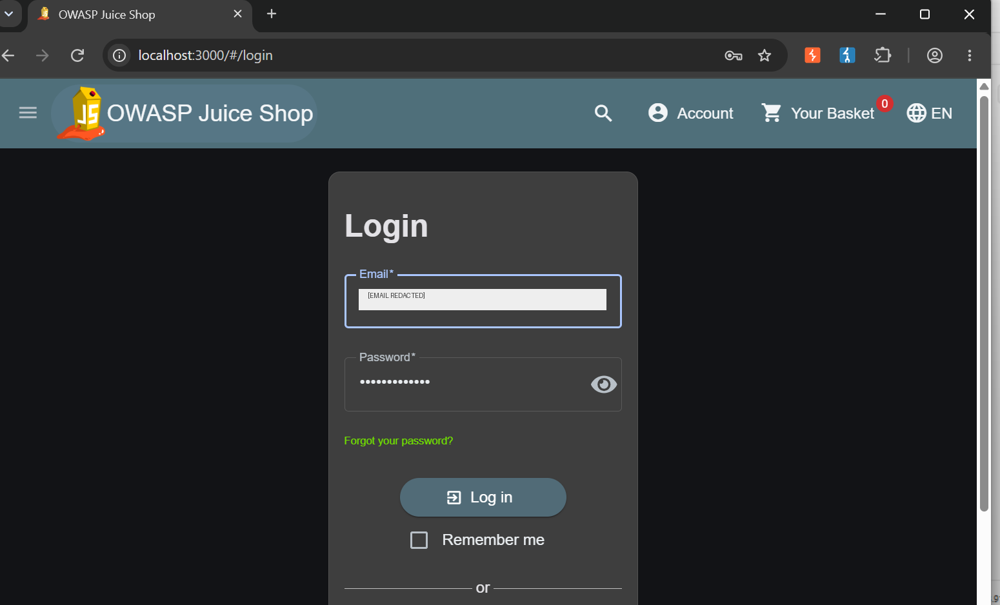 OWASP Juice Shop
localhost:3000/#/login
JS
OWASP Juice Shop
Account
Your Basket
0
EN
Login
Email*
[EMAIL REDACTED]
Password*
•••••••••••••
Forgot your password?
Log in
Remember me
or